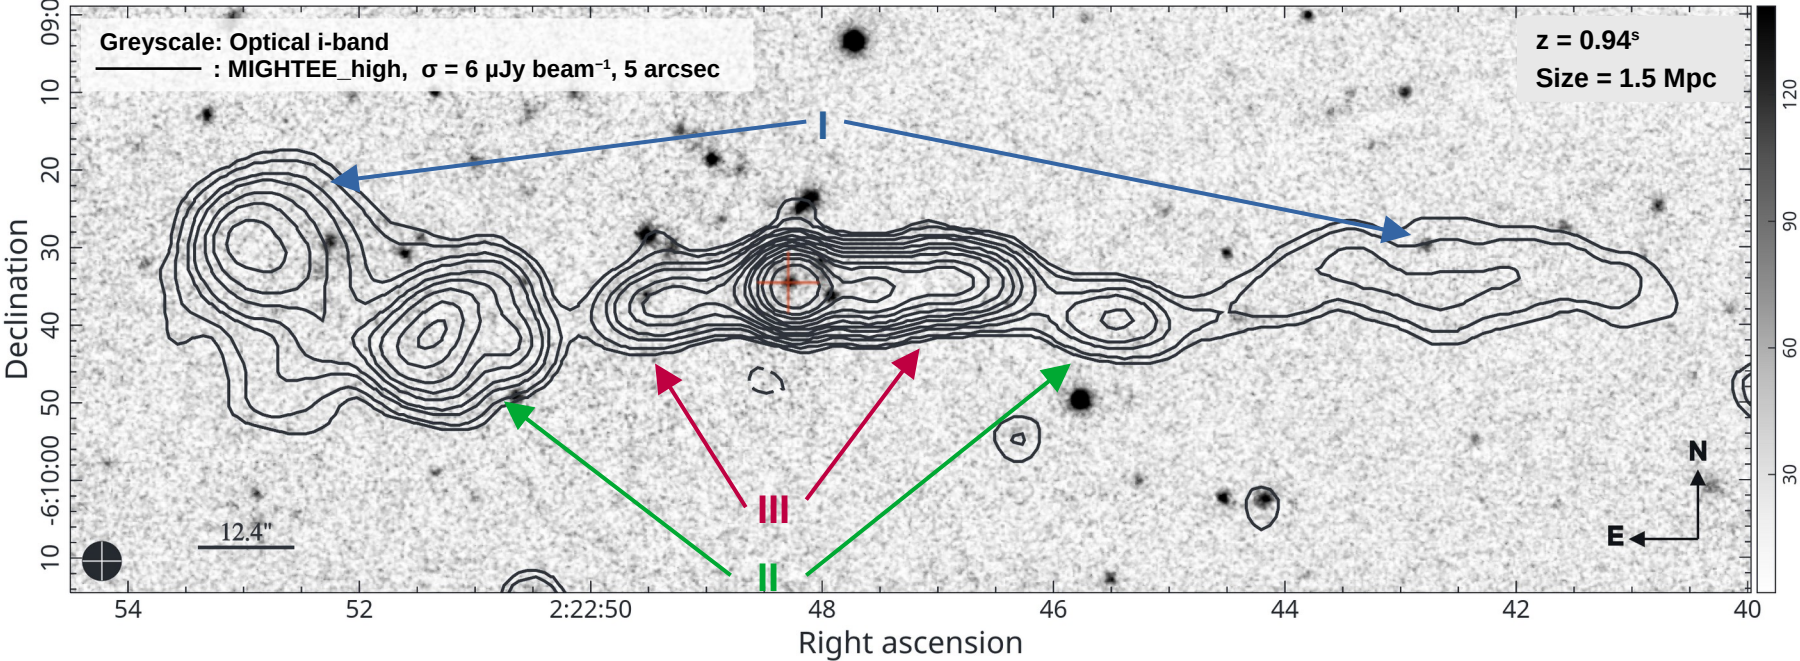 Greyscale: Optical i-band
: MIGHTEE_high, σ = 6 µJy beam⁻¹, 5 arcsec
z = 0.94ˢ
Size = 1.5 Mpc
I
III
II
12.4"
N
E
Declination
09:0
10
20
30
40
50
-6:10:00
10
54
52
2:22:50
48
46
44
42
40
Right ascension
120
90
60
30